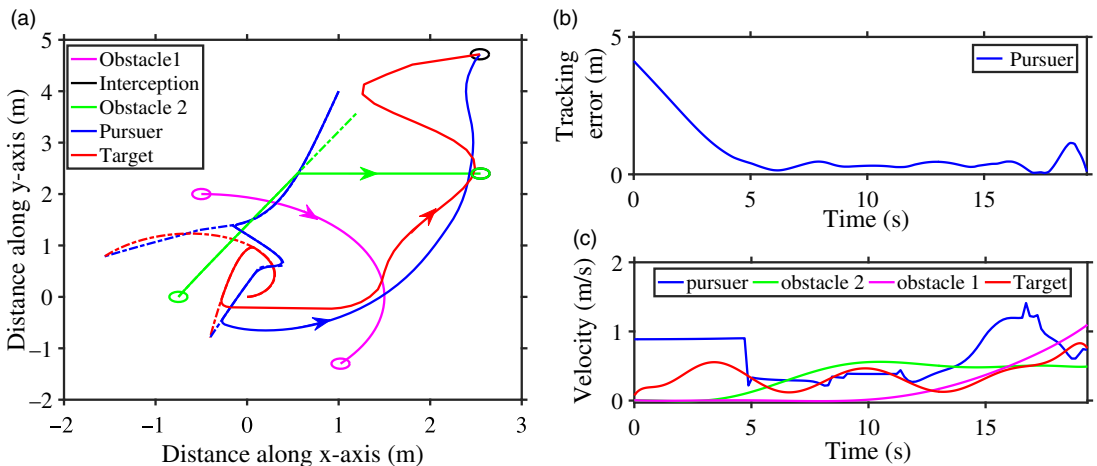 (a)
5
4
3
2
1
0
−1
−2
−2
−1
0
1
2
3
Distance along y-axis (m)
Distance along x-axis (m)
Obstacle1
Interception
Obstacle 2
Pursuer
Target
(b)
5
0
0
5
10
15
Tracking
error (m)
Time (s)
Pursuer
(c)
2
1
0
0
5
10
15
Velocity (m/s)
Time (s)
pursuer obstacle 2 obstacle 1 Target